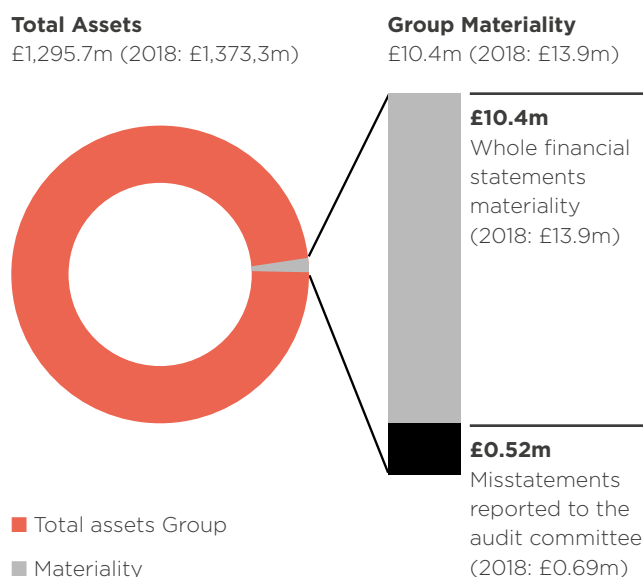 Total Assets
£1,295.7m (2018: £1,373,3m)
Group Materiality
£10.4m (2018: £13.9m)
£10.4m
Whole financial
statements
materiality
(2018: £13.9m)
£0.52m
Misstatements
reported to the
audit committee
(2018: £0.69m)
Total assets Group
Materiality